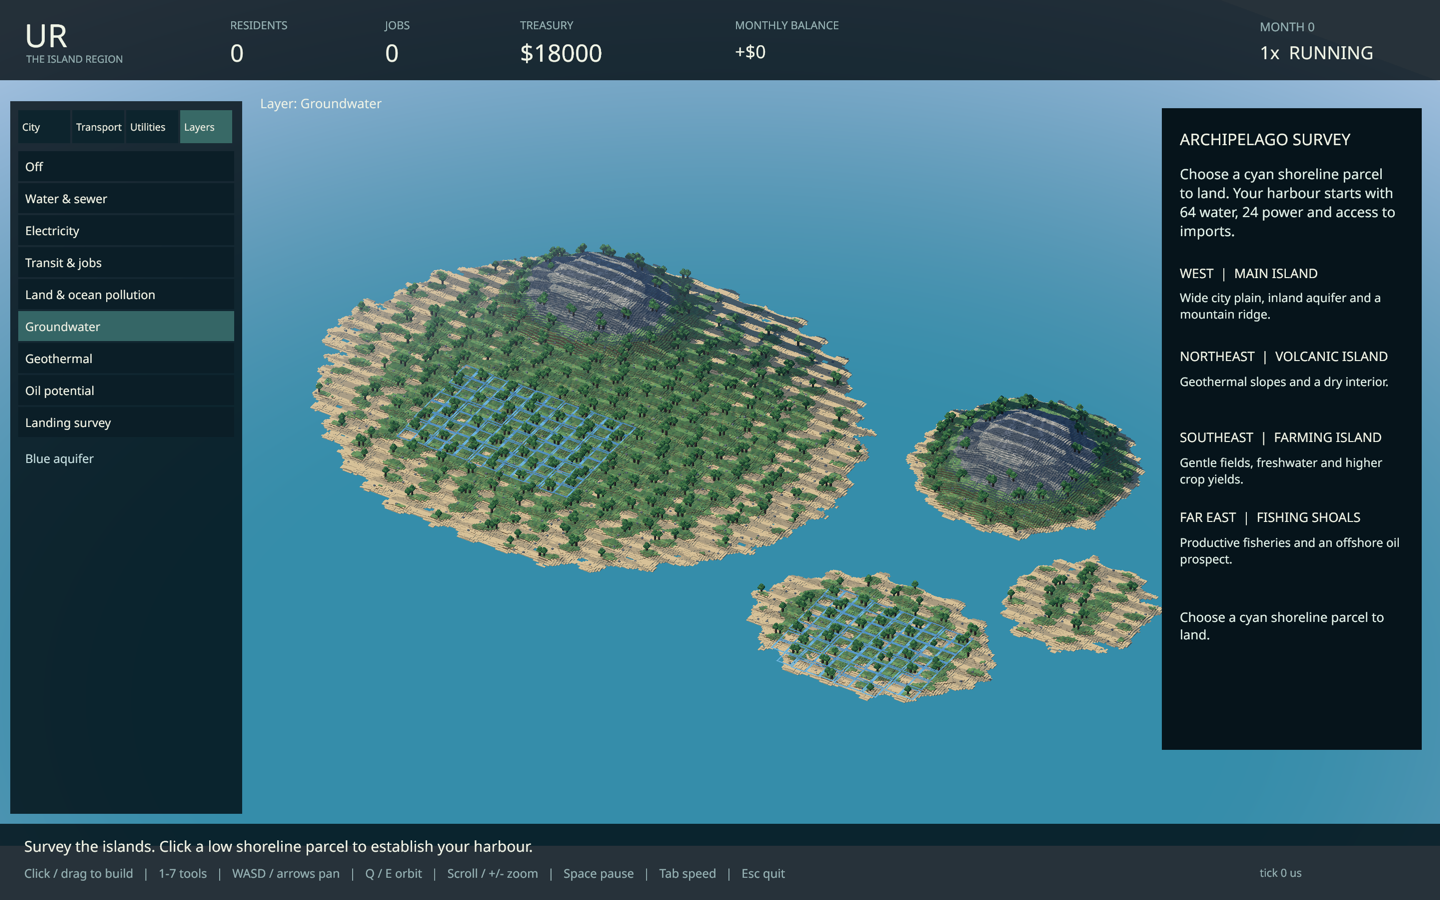 UR
THE ISLAND REGION
RESIDENTS
0
JOBS
0
TREASURY
$18000
MONTHLY BALANCE
+$0
MONTH 0
1x RUNNING
City
Transport
Utilities
Layers
Off
Water & sewer
Electricity
Transit & jobs
Land & ocean pollution
Groundwater
Geothermal
Oil potential
Landing survey
Blue aquifer
Layer: Groundwater
ARCHIPELAGO SURVEY
Choose a cyan shoreline parcel
to land. Your harbour starts with
64 water, 24 power and access to
imports.
WEST | MAIN ISLAND
Wide city plain, inland aquifer and a
mountain ridge.
NORTHEAST | VOLCANIC ISLAND
Geothermal slopes and a dry interior.
SOUTHEAST | FARMING ISLAND
Gentle fields, freshwater and higher
crop yields.
FAR EAST | FISHING SHOALS
Productive fisheries and an offshore oil
prospect.
Choose a cyan shoreline parcel to
land.
Survey the islands. Click a low shoreline parcel to establish your harbour.
Click / drag to build | 1-7 tools | WASD / arrows pan | Q / E orbit | Scroll / +/- zoom | Space pause | Tab speed | Esc quit
tick 0 us